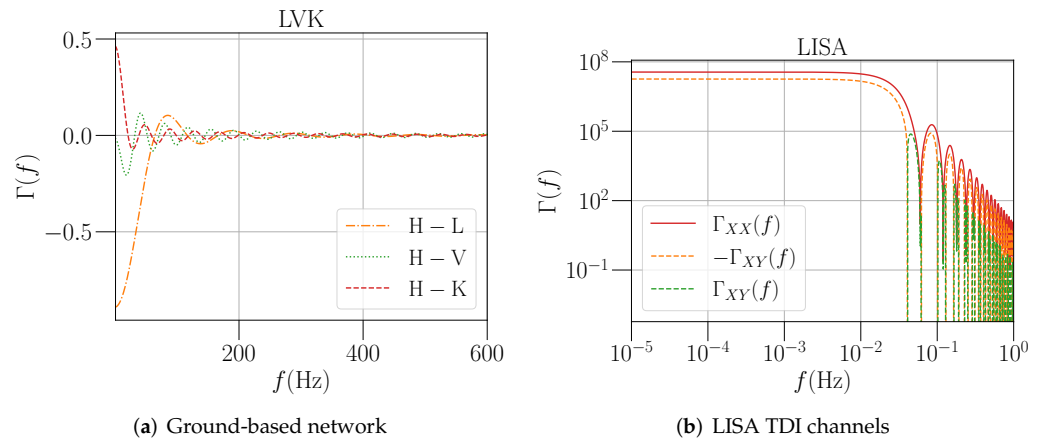 LVK
0.5
0.0
−0.5
Γ(f)
H − L
H − V
H − K
200
400
600
f(Hz)
(a) Ground-based network
LISA
10^8
10^5
10^2
10^−1
Γ(f)
Γ_XX(f)
−Γ_XY(f)
Γ_XY(f)
10^−5
10^−4
10^−3
10^−2
10^−1
10^0
f(Hz)
(b) LISA TDI channels